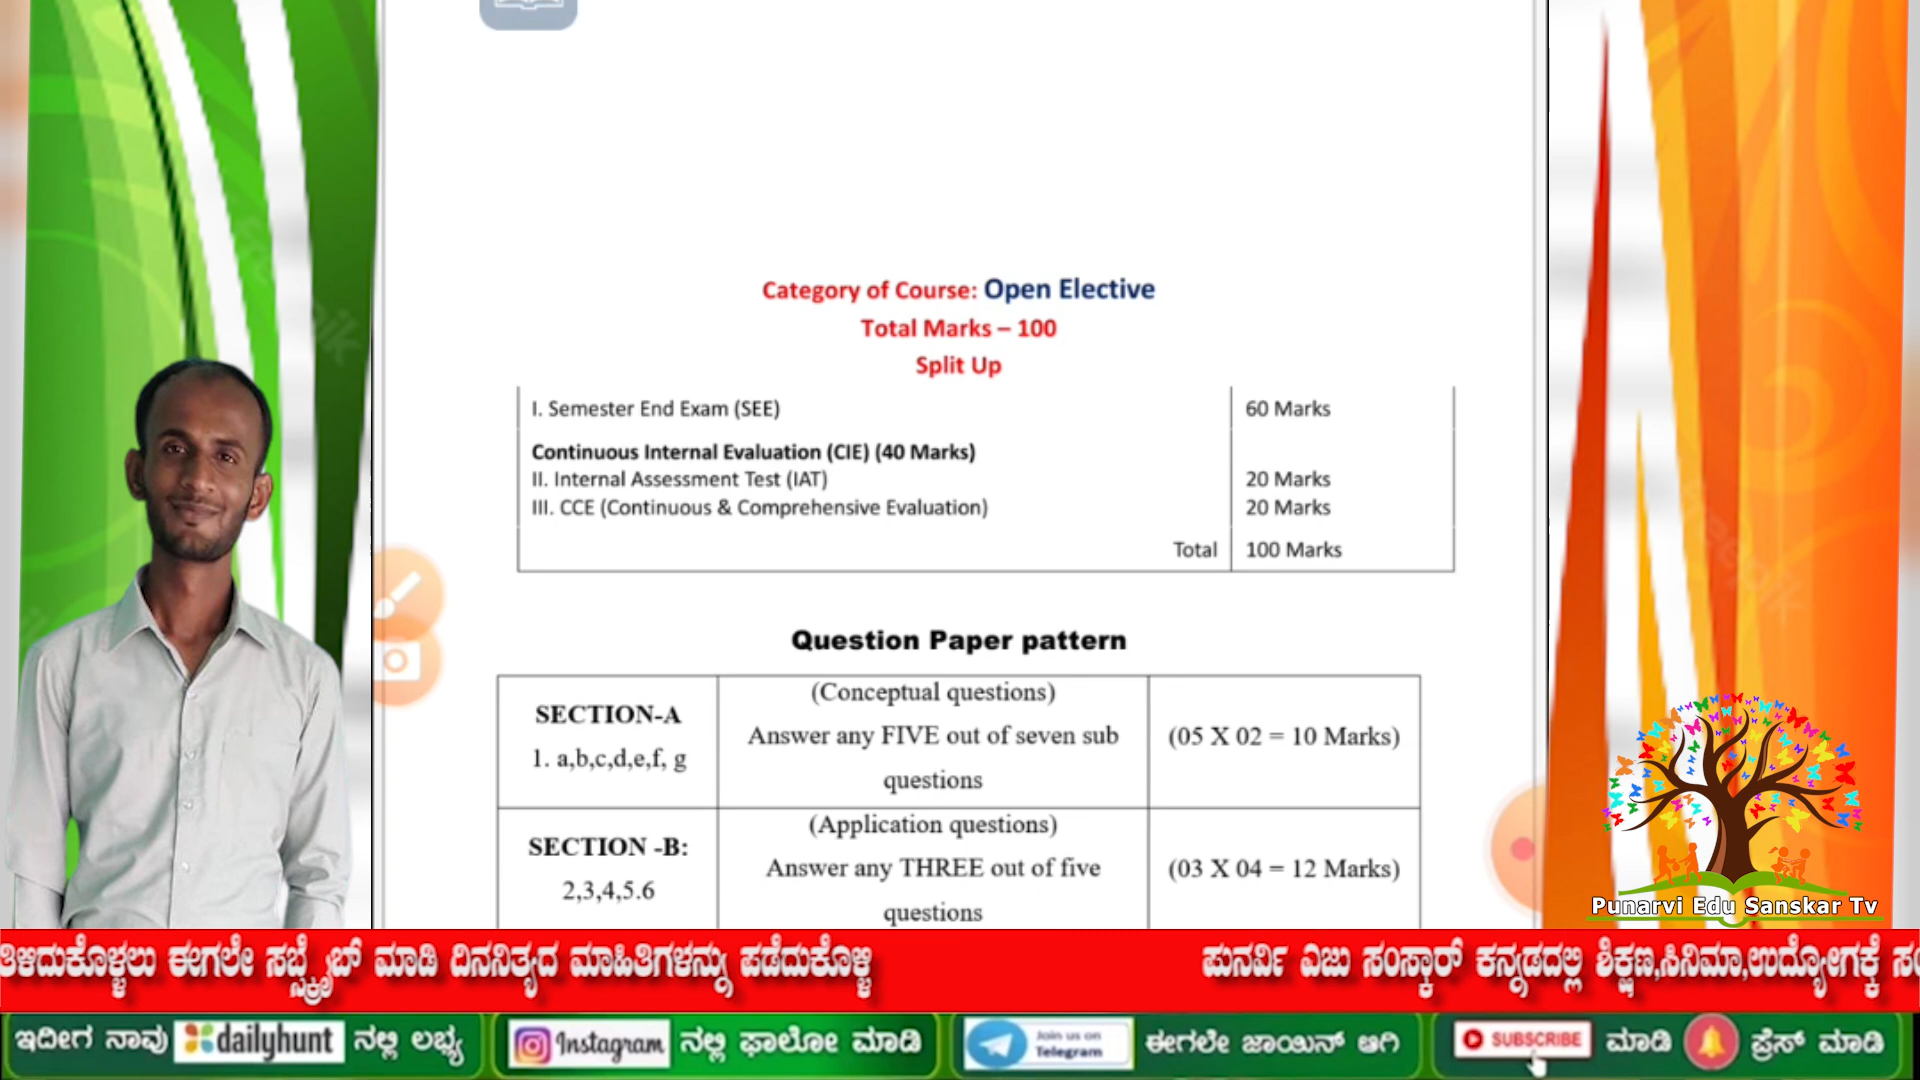 Category of Course: Open Elective
Total Marks – 100
Split Up
I. Semester End Exam (SEE) 60 Marks
Continuous Internal Evaluation (CIE) (40 Marks)
II. Internal Assessment Test (IAT) 20 Marks
III. CCE (Continuous & Comprehensive Evaluation) 20 Marks
Total 100 Marks
Question Paper pattern
SECTION-A
1. a,b,c,d,e,f, g
(Conceptual questions)
Answer any FIVE out of seven sub
questions
(05 X 02 = 10 Marks)
SECTION -B:
2,3,4,5.6
(Application questions)
Answer any THREE out of five
questions
(03 X 04 = 12 Marks)
Punarvi Edu Sanskar Tv
ತಿಳಿದುಕೊಳ್ಳಲು ಈಗಲೇ ಸಬ್ಸ್ಕ್ರೈಬ್ ಮಾಡಿ ದಿನನಿತ್ಯದ ಮಾಹಿತಿಗಳನ್ನು ಪಡೆದುಕೊಳ್ಳಿ ಪುನರ್ವಿ ಎಜು ಸಂಸ್ಕಾರ್ ಕನ್ನಡದಲ್ಲಿ ಶಿಕ್ಷಣ,ಸಿನಿಮಾ,ಉದ್ಯೋಗಕ್ಕೆ
ಇದೀಗ ನಾವು dailyhunt ನಲ್ಲಿ ಲಭ್ಯ
Instagram ನಲ್ಲಿ ಫಾಲೋ ಮಾಡಿ
Join us on
Telegram
ಈಗಲೇ ಜಾಯಿನ್ ಆಗಿ
SUBSCRIBE ಮಾಡಿ ಪ್ರೆಸ್ ಮಾಡಿ